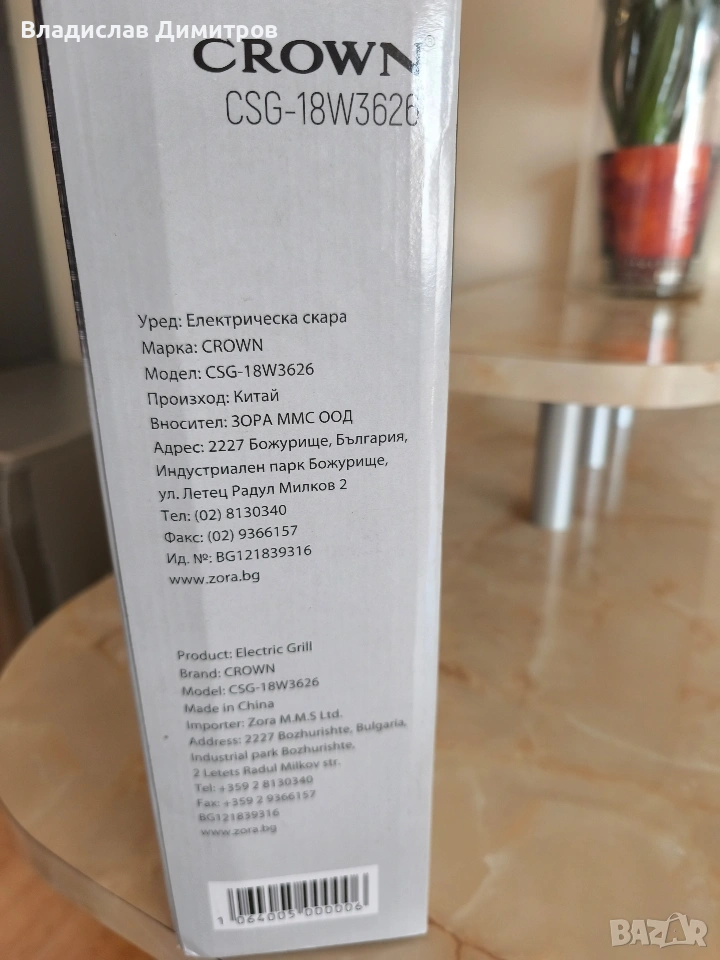 Владислав Димитров
CROWN®
CSG-18W3626
Уред: Електрическа скара
Марка: CROWN
Модел: CSG-18W3626
Произход: Китай
Вносител: ЗОРА ММС ООД
Адрес: 2227 Божурище, България,
Индустриален парк Божурище,
ул. Летец Радул Милков 2
Тел: (02) 8130340
Факс: (02) 9366157
Ид. №: BG121839316
www.zora.bg
Product: Electric Grill
Brand: CROWN
Model: CSG-18W3626
Made in China
Importer: Zora M.M.S Ltd.
Address: 2227 Bozhurishte, Bulgaria,
Industrial park Bozhurishte,
2 Letets Radul Milkov str.
Tel: +359 2 8130340
Fax: +359 2 9366157
BG121839316
www.zora.bg
1 064005 000006
BAZAR